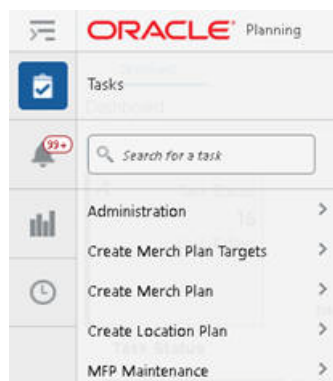 ORACLE® Planning
Tasks
99+
Search for a task
Administration
Create Merch Plan Targets
Create Merch Plan
Create Location Plan
MFP Maintenance